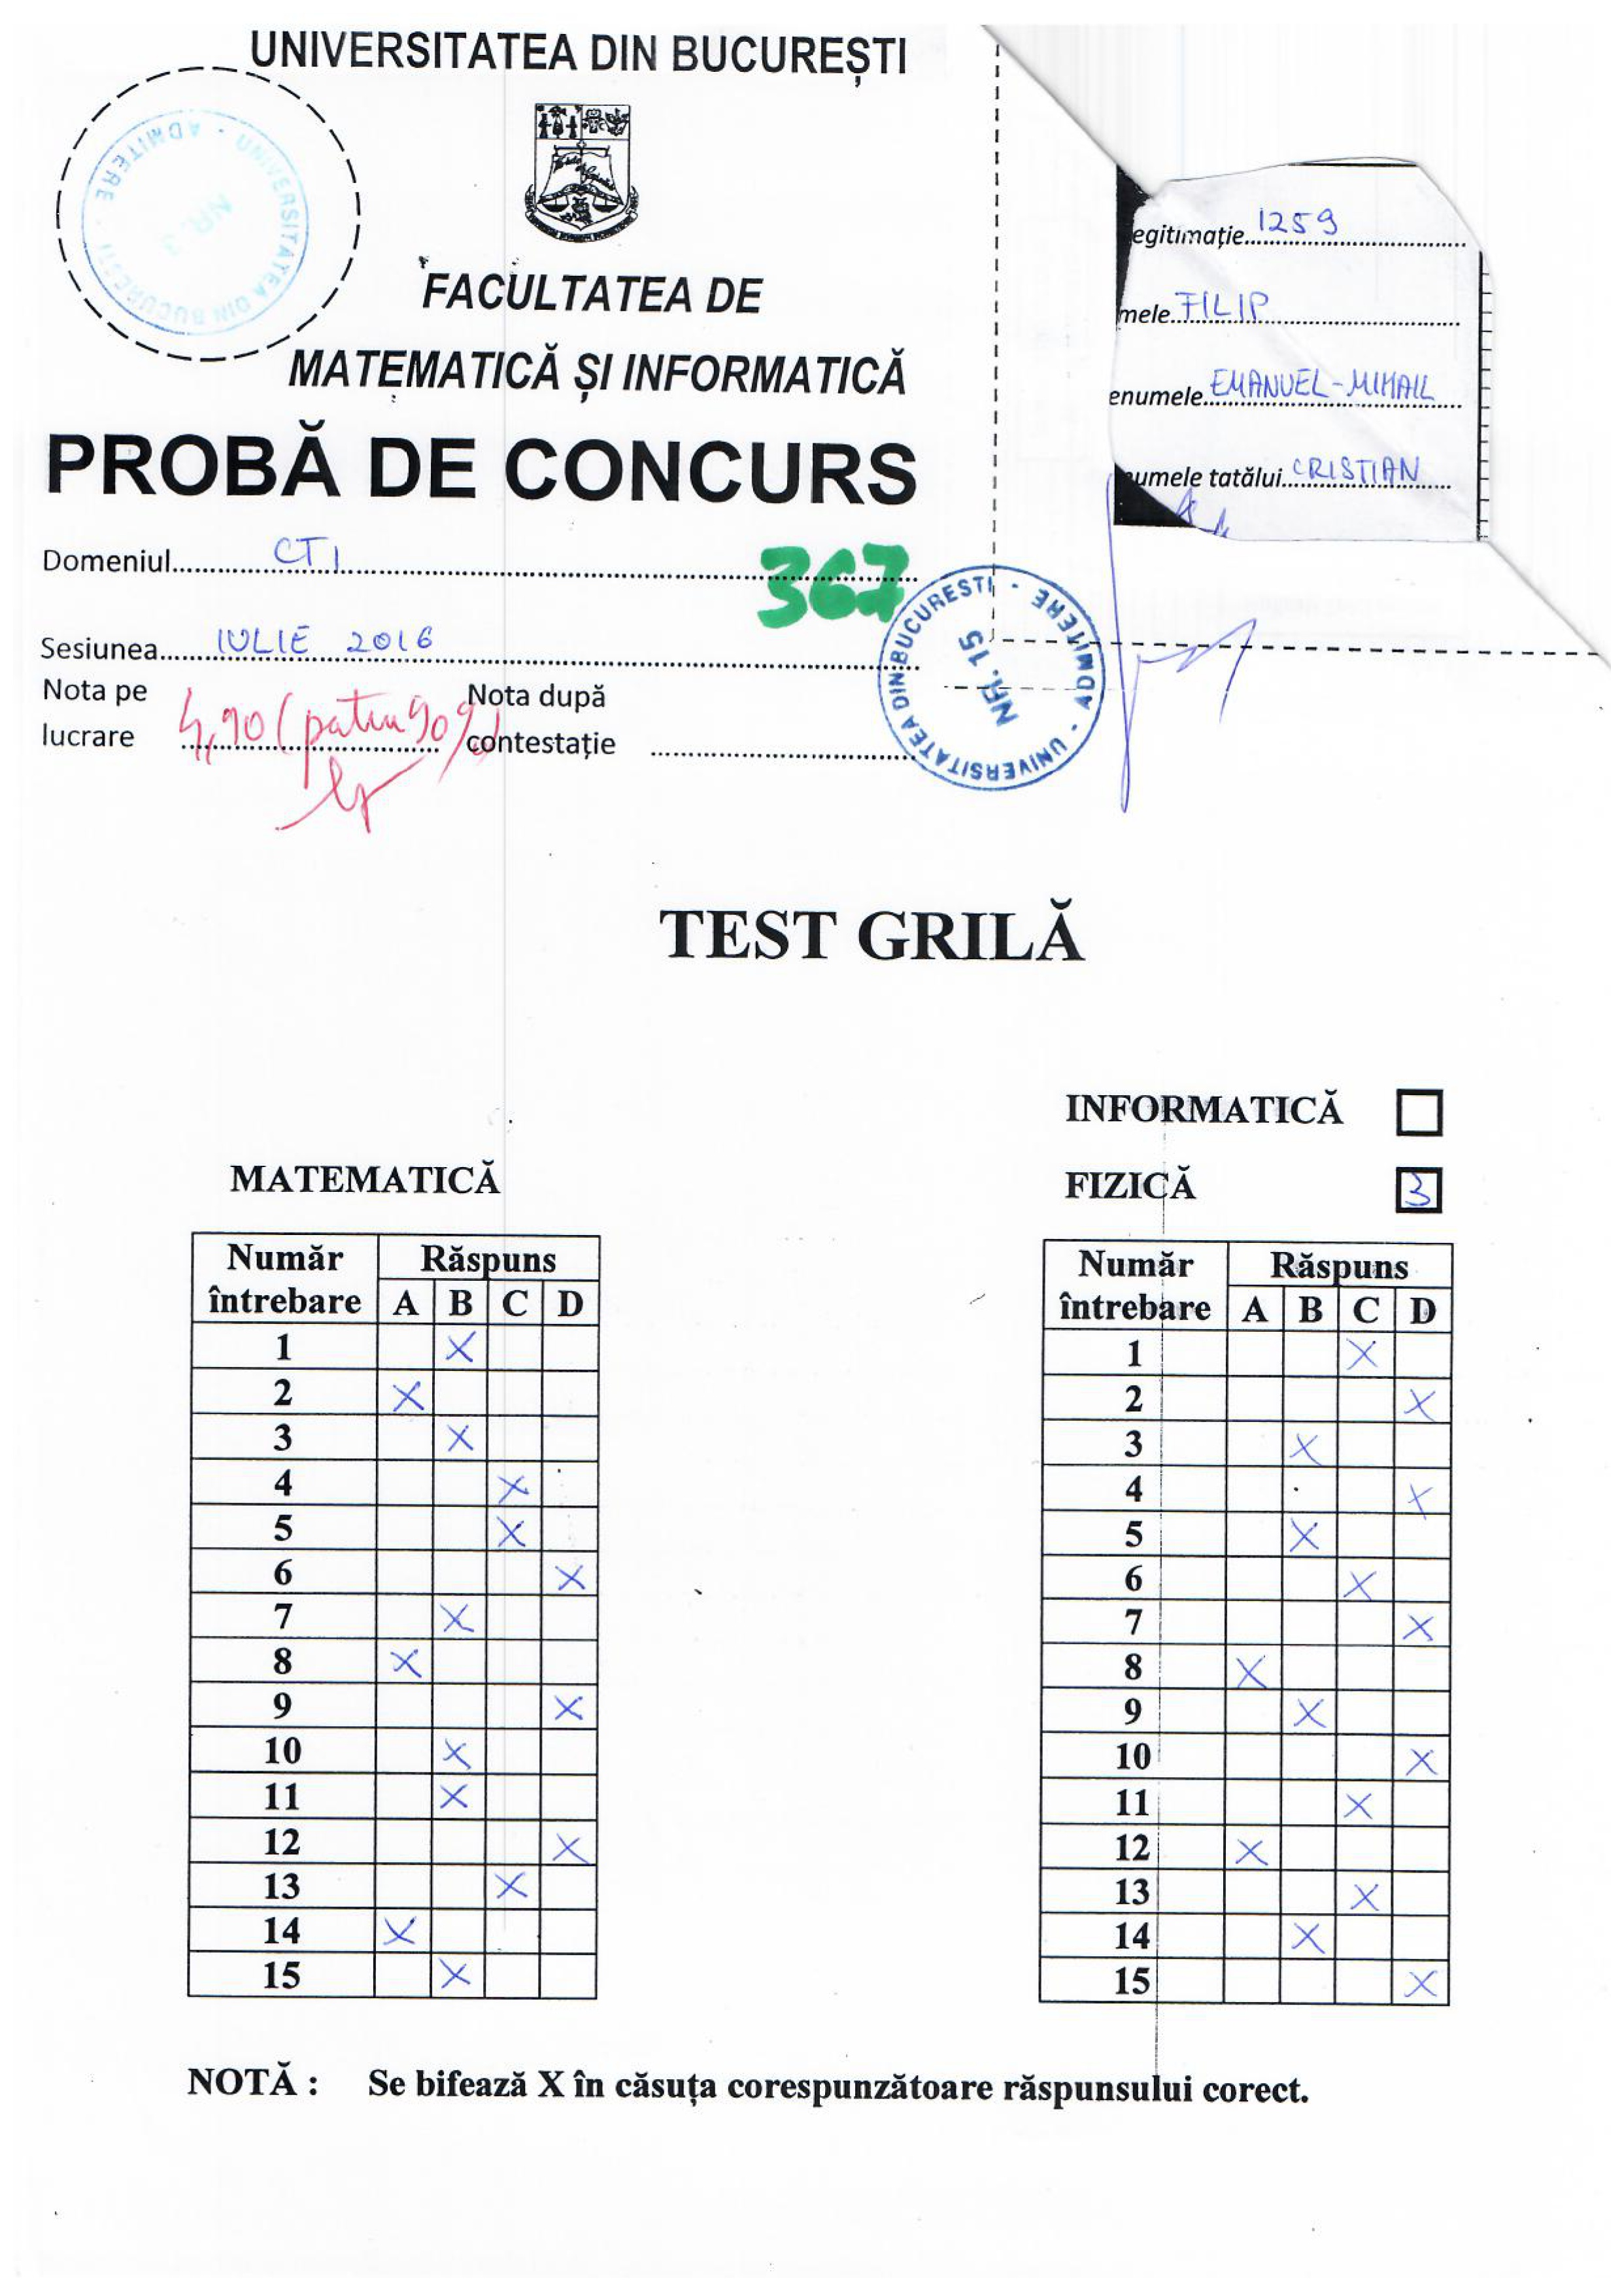 UNIVERSITATEA DIN BUCUREȘTI
UNIVERSITATEA DIN BUCUREȘTI · ADMITERE ·
NR. 3
FACULTATEA DE
MATEMATICĂ ȘI INFORMATICĂ
PROBĂ DE CONCURS
egitimație 1259
mele FILIP
enumele EMANUEL-MIHAIL
umele tatălui CRISTIAN
Domeniul CTI
367
Sesiunea IULIE 2016
Nota pe lucrare 4,90 (patru 90%)
Nota după contestație
UNIVERSITATEA DIN BUCURESTI · ADMITERE ·
NR. 15
TEST GRILĂ
INFORMATICĂ
MATEMATICĂ
FIZICĂ 3
Număr întrebare Răspuns
A B C D
1 X
2 X
3 X
4 X
5 X
6 X
7 X
8 X
9 X
10 X
11 X
12 X
13 X
14 X
15 X
Număr întrebare Răspuns
A B C D
1 X
2 X
3 X
4 X
5 X
6 X
7 X
8 X
9 X
10 X
11 X
12 X
13 X
14 X
15 X
NOTĂ : Se bifează X în căsuța corespunzătoare răspunsului corect.